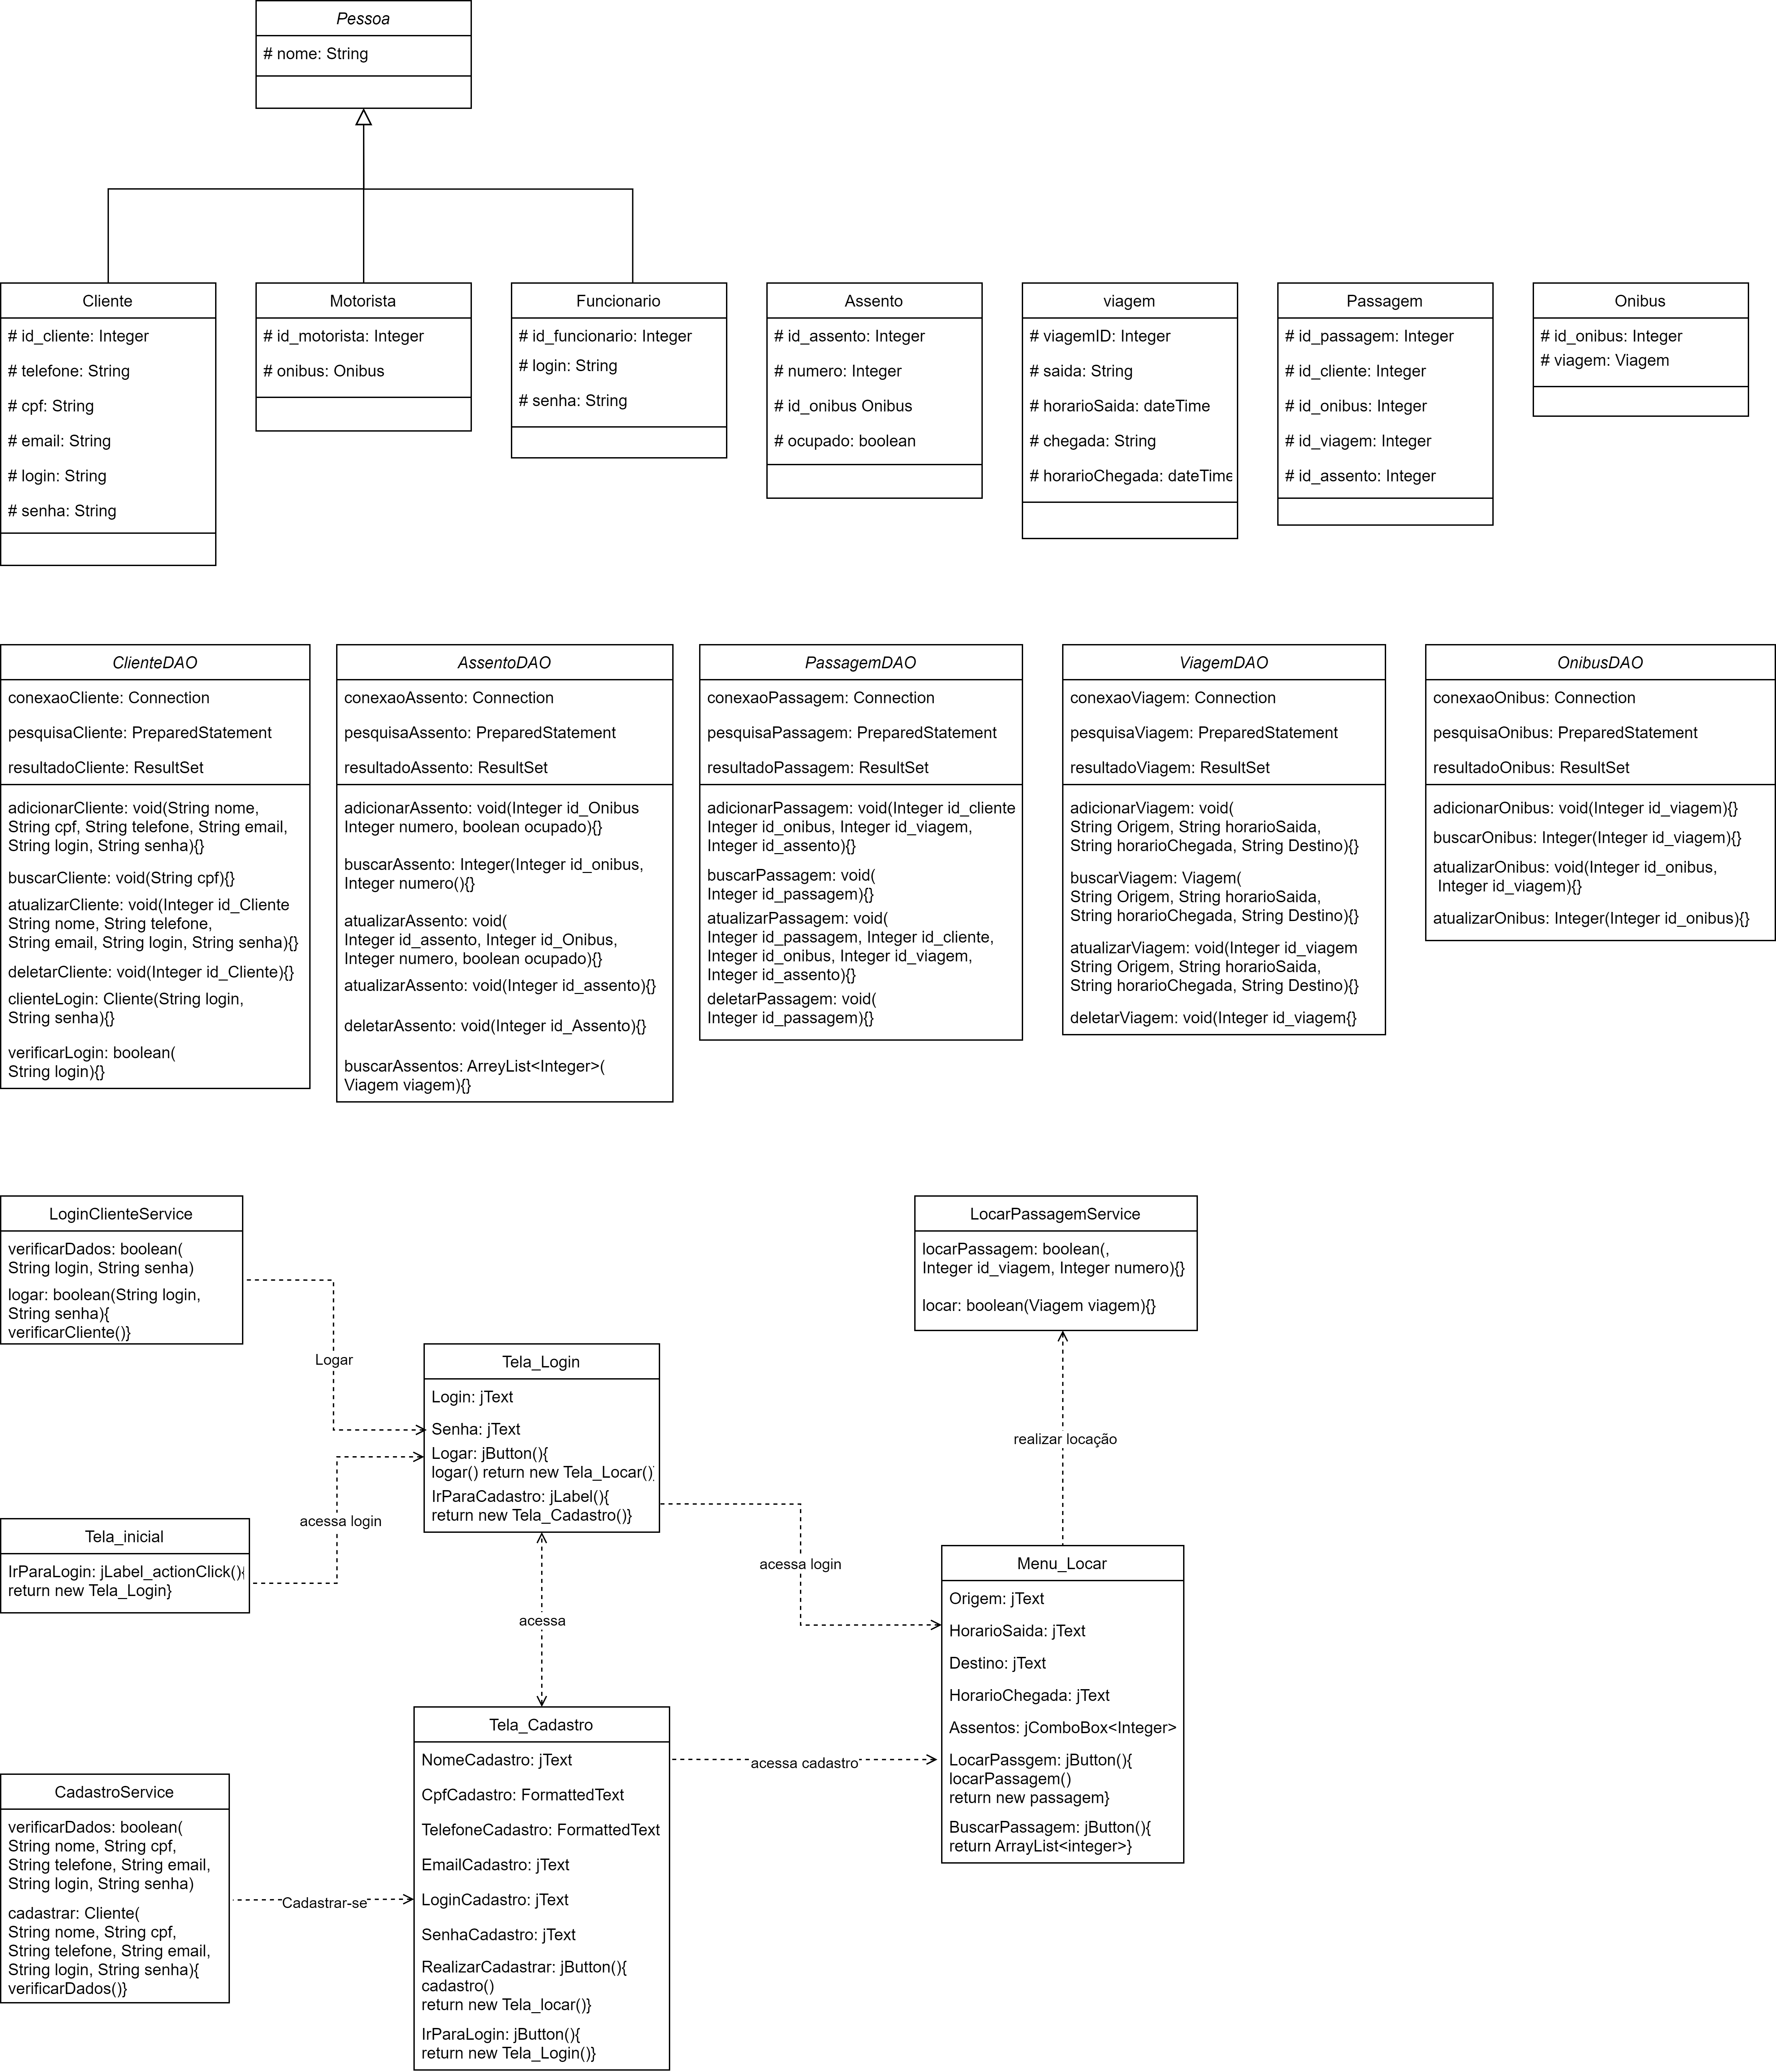 Pessoa
# nome: String
Cliente
# id_cliente: Integer
# telefone: String
# cpf: String
# email: String
# login: String
# senha: String
Motorista
# id_motorista: Integer
# onibus: Onibus
Funcionario
# id_funcionario: Integer
# login: String
# senha: String
Assento
# id_assento: Integer
# numero: Integer
# id_onibus Onibus
# ocupado: boolean
viagem
# viagemID: Integer
# saida: String
# horarioSaida: dateTime
# chegada: String
# horarioChegada: dateTime
Passagem
# id_passagem: Integer
# id_cliente: Integer
# id_onibus: Integer
# id_viagem: Integer
# id_assento: Integer
Onibus
# id_onibus: Integer
# viagem: Viagem
ClienteDAO
conexaoCliente: Connection
pesquisaCliente: PreparedStatement
resultadoCliente: ResultSet
adicionarCliente: void(String nome,
String cpf, String telefone, String email,
String login, String senha){}
buscarCliente: void(String cpf){}
atualizarCliente: void(Integer id_Cliente
String nome, String telefone,
String email, String login, String senha){}
deletarCliente: void(Integer id_Cliente){}
clienteLogin: Cliente(String login,
String senha){}
verificarLogin: boolean(
String login){}
AssentoDAO
conexaoAssento: Connection
pesquisaAssento: PreparedStatement
resultadoAssento: ResultSet
adicionarAssento: void(Integer id_Onibus
Integer numero, boolean ocupado){}
buscarAssento: Integer(Integer id_onibus,
Integer numero(){}
atualizarAssento: void(
Integer id_assento, Integer id_Onibus,
Integer numero, boolean ocupado){}
atualizarAssento: void(Integer id_assento){}
deletarAssento: void(Integer id_Assento){}
buscarAssentos: ArreyList<Integer>(
Viagem viagem){}
PassagemDAO
conexaoPassagem: Connection
pesquisaPassagem: PreparedStatement
resultadoPassagem: ResultSet
adicionarPassagem: void(Integer id_cliente
Integer id_onibus, Integer id_viagem,
Integer id_assento){}
buscarPassagem: void(
Integer id_passagem){}
atualizarPassagem: void(
Integer id_passagem, Integer id_cliente,
Integer id_onibus, Integer id_viagem,
Integer id_assento){}
deletarPassagem: void(
Integer id_passagem){}
ViagemDAO
conexaoViagem: Connection
pesquisaViagem: PreparedStatement
resultadoViagem: ResultSet
adicionarViagem: void(
String Origem, String horarioSaida,
String horarioChegada, String Destino){}
buscarViagem: Viagem(
String Origem, String horarioSaida,
String horarioChegada, String Destino){}
atualizarViagem: void(Integer id_viagem
String Origem, String horarioSaida,
String horarioChegada, String Destino){}
deletarViagem: void(Integer id_viagem{}
OnibusDAO
conexaoOnibus: Connection
pesquisaOnibus: PreparedStatement
resultadoOnibus: ResultSet
adicionarOnibus: void(Integer id_viagem){}
buscarOnibus: Integer(Integer id_viagem){}
atualizarOnibus: void(Integer id_onibus,
Integer id_viagem){}
atualizarOnibus: Integer(Integer id_onibus){}
LoginClienteService
verificarDados: boolean(
String login, String senha)
logar: boolean(String login,
String senha){
verificarCliente()}
Logar
LocarPassagemService
locarPassagem: boolean(,
Integer id_viagem, Integer numero){}
locar: boolean(Viagem viagem){}
realizar locação
Tela_Login
Login: jText
Senha: jText
Logar: jButton(){
logar() return new Tela_Locar()}
IrParaCadastro: jLabel(){
return new Tela_Cadastro()}
acessa login
Tela_inicial
IrParaLogin: jLabel_actionClick(){
return new Tela_Login}
acessa
acessa login
Menu_Locar
Origem: jText
HorarioSaida: jText
Destino: jText
HorarioChegada: jText
Assentos: jComboBox<Integer>
LocarPassgem: jButton(){
locarPassagem()
return new passagem}
BuscarPassagem: jButton(){
return ArrayList<integer>}
Tela_Cadastro
NomeCadastro: jText
CpfCadastro: FormattedText
TelefoneCadastro: FormattedText
EmailCadastro: jText
LoginCadastro: jText
SenhaCadastro: jText
RealizarCadastrar: jButton(){
cadastro()
return new Tela_locar()}
IrParaLogin: jButton(){
return new Tela_Login()}
acessa cadastro
CadastroService
verificarDados: boolean(
String nome, String cpf,
String telefone, String email,
String login, String senha)
cadastrar: Cliente(
String nome, String cpf,
String telefone, String email,
String login, String senha){
verificarDados()}
Cadastrar-se